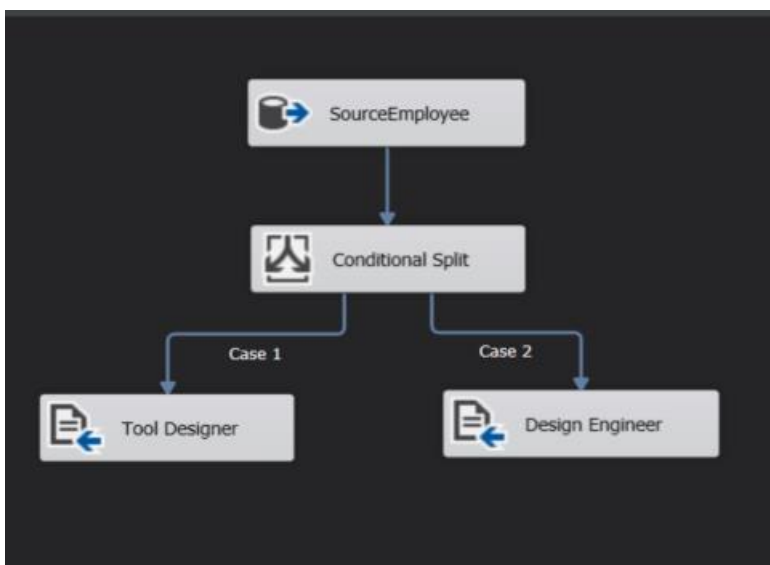 SourceEmployee
Conditional Split
Case 1
Case 2
Tool Designer
Design Engineer